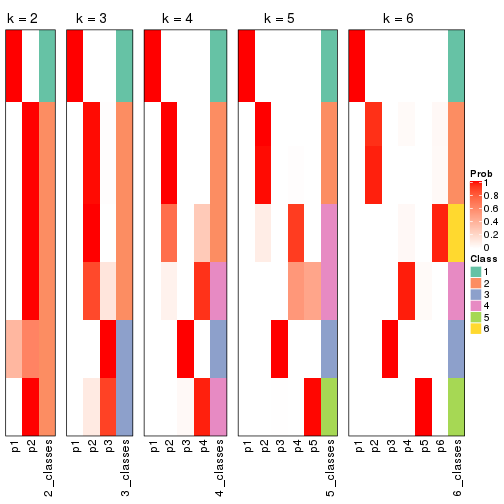 k = 2
k = 3
k = 4
k = 5
k = 6
Prob
1
0.8
0.6
0.4
0.2
0
Class
1
2
3
4
5
6
p1
p2
2_classes
p1
p2
p3
3_classes
p1
p2
p3
p4
4_classes
p1
p2
p3
p4
p5
5_classes
p1
p2
p3
p4
p5
p6
6_classes